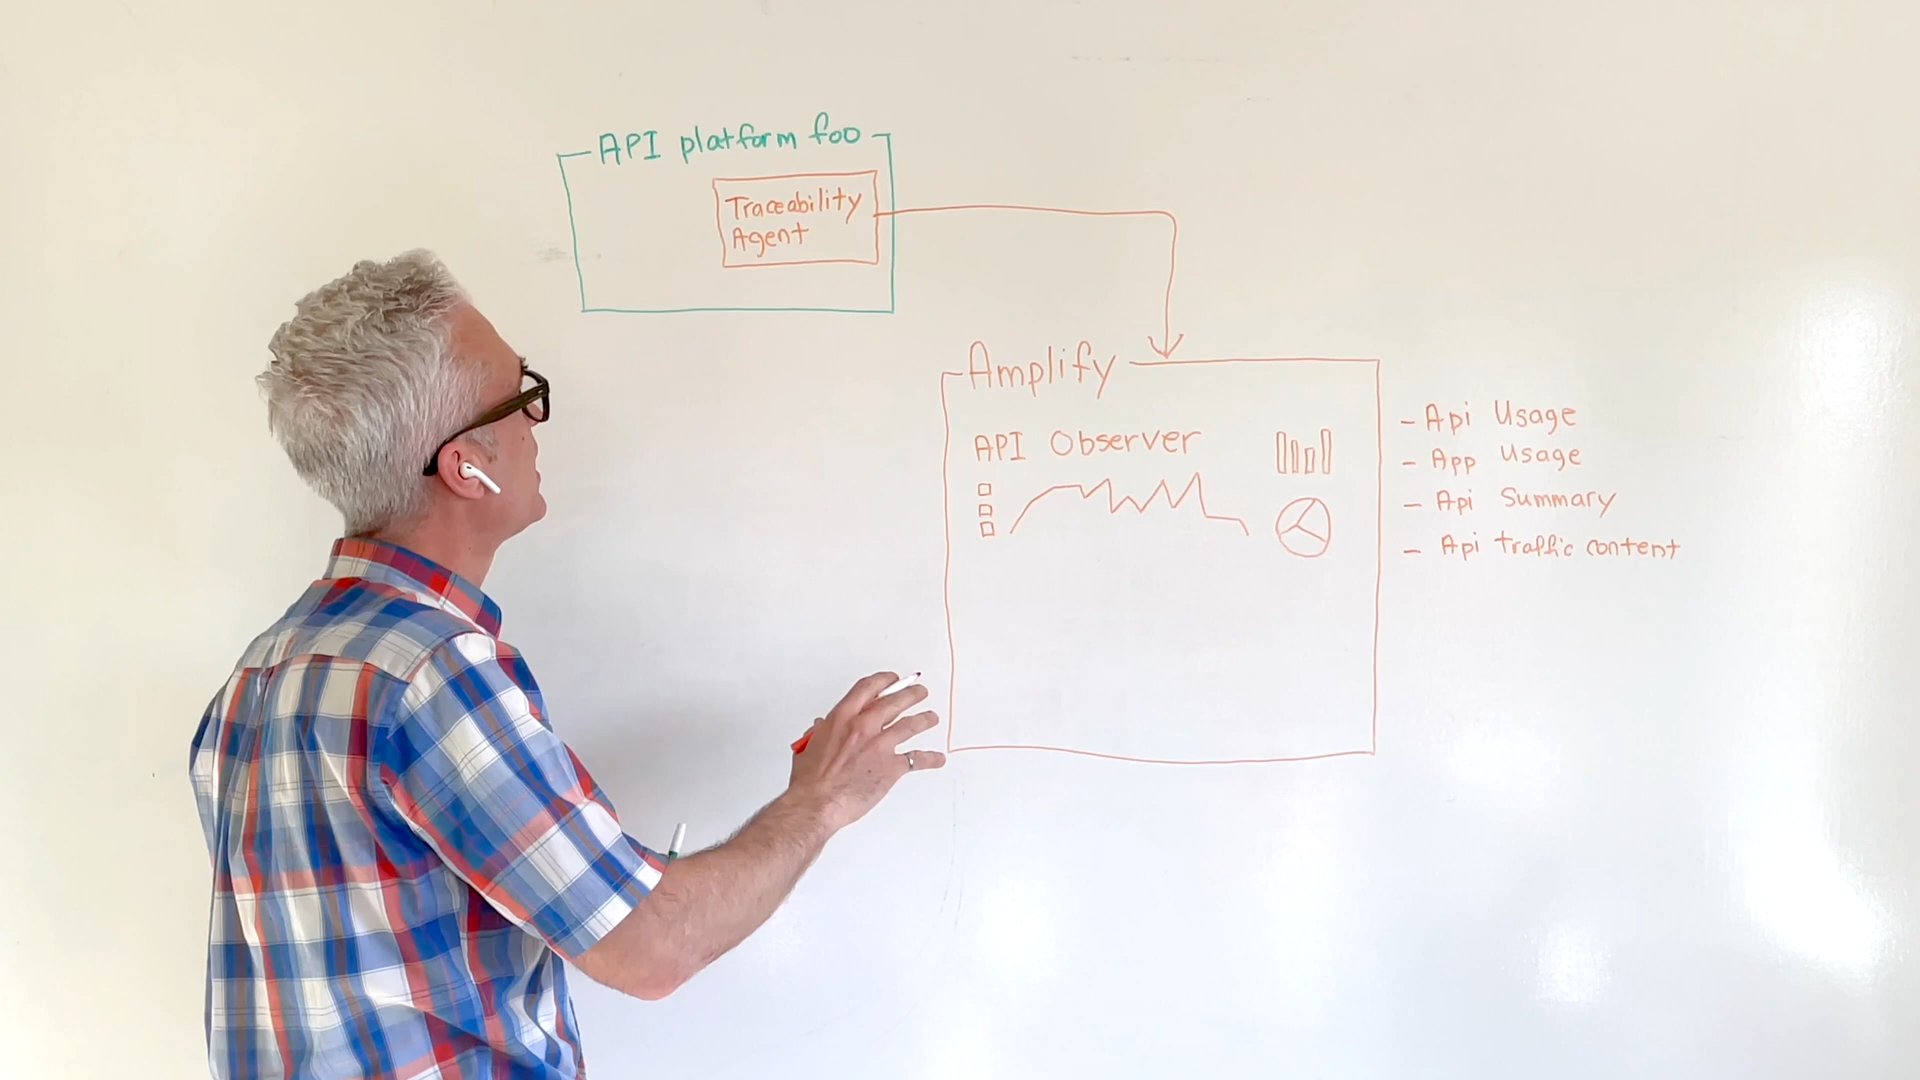 API platform foo
Traceability
Agent
Amplify
API Observer
- Api Usage
- App Usage
- Api Summary
- Api traffic content